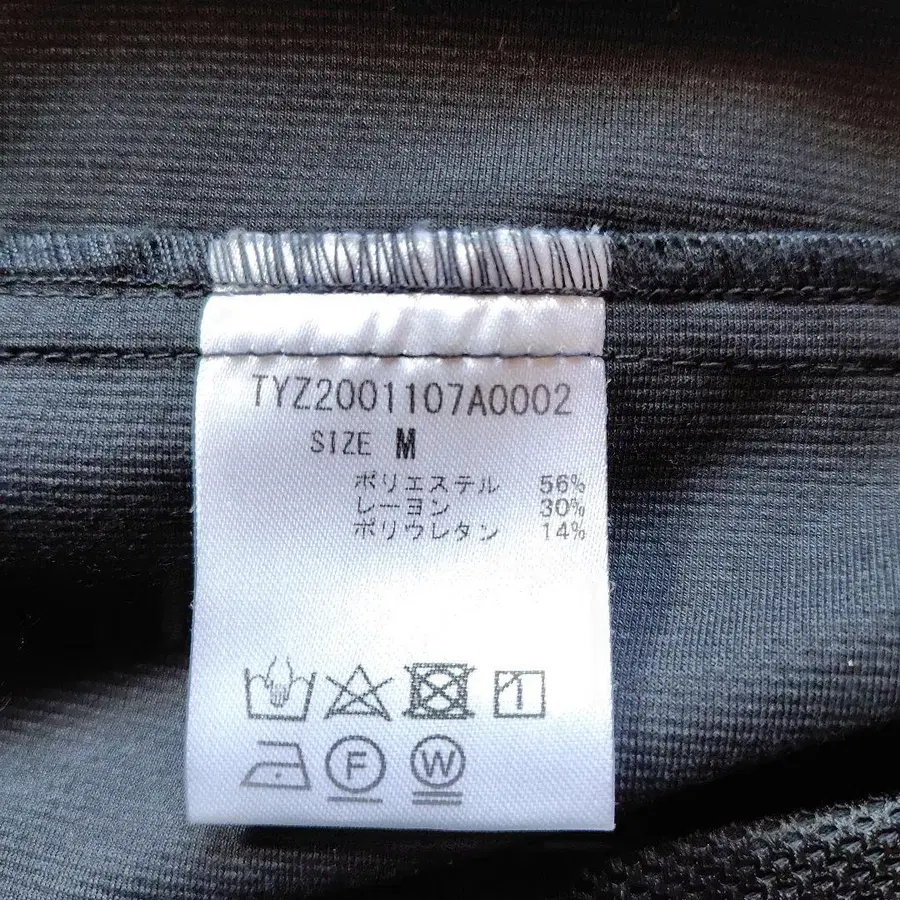 TYZ2001107A0002
SIZE M
ポリエステル 56%
レーヨン 30%
ポリウレタン 14%
F W